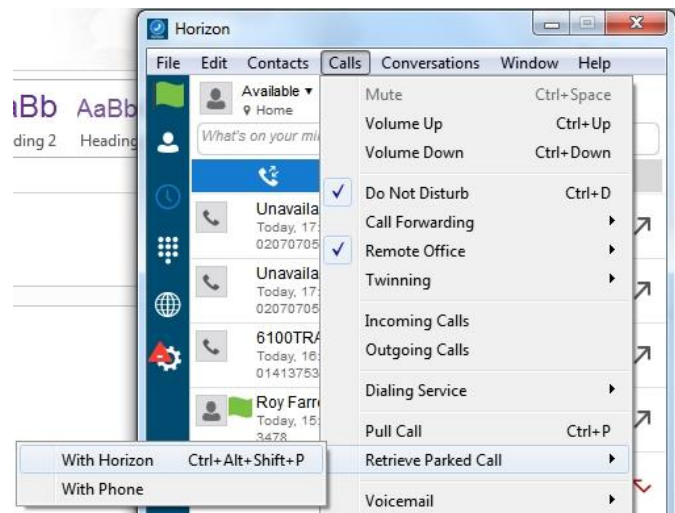 Horizon
File Edit Contacts Calls Conversations Window Help
Available
Home
What's on your
AaBb
ding 2 Heading
Mute Ctrl+Space
Volume Up Ctrl+Up
Volume Down Ctrl+Down
Do Not Disturb Ctrl+D
Call Forwarding
Remote Office
Twinning
Incoming Calls
Outgoing Calls
Dialing Service
Pull Call Ctrl+P
Retrieve Parked Call
Voicemail
Unavaila
Today, 17:
02070705
Unavaila
Today, 17:
02070705
6100TRA
Today, 16:
01413753
Roy Farr
Today, 15:
3478
With Horizon Ctrl+Alt+Shift+P
With Phone